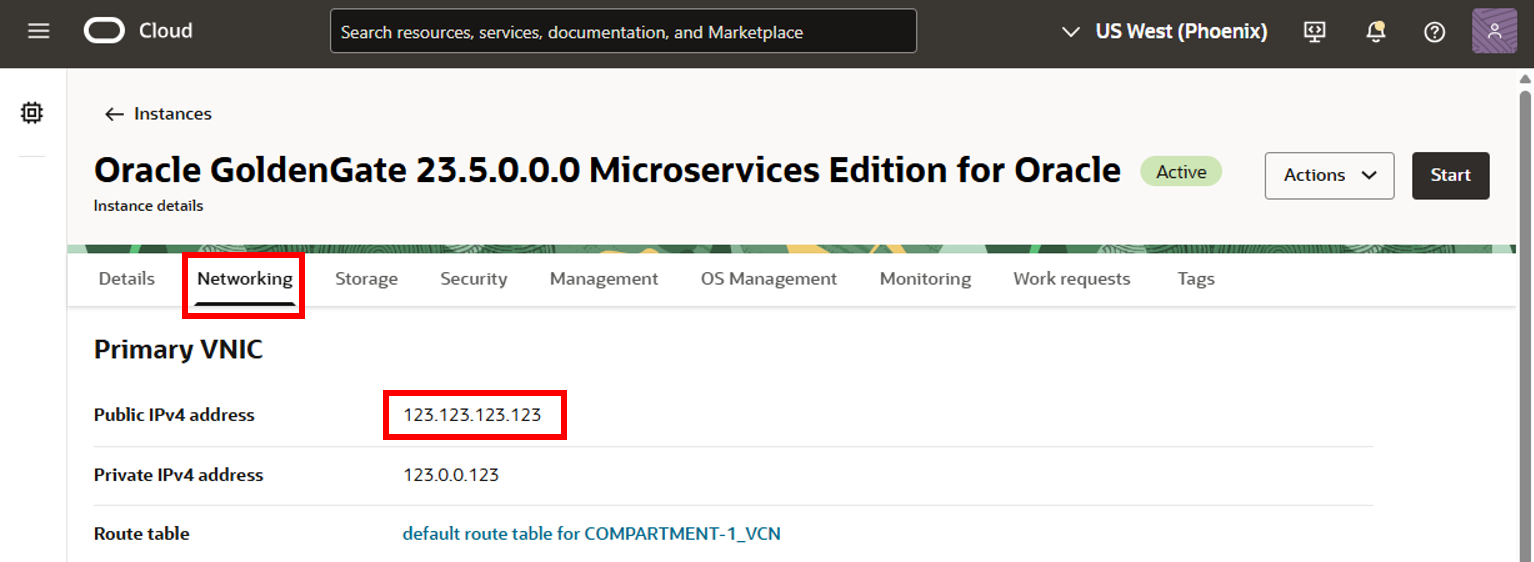 Cloud
Search resources, services, documentation, and Marketplace
US West (Phoenix)
Instances
Oracle GoldenGate 23.5.0.0.0 Microservices Edition for Oracle
Active
Actions
Start
Instance details
Details Networking Storage Security Management OS Management Monitoring Work requests Tags
Primary VNIC
Public IPv4 address 123.123.123.123
Private IPv4 address 123.0.0.123
Route table default route table for COMPARTMENT-1_VCN